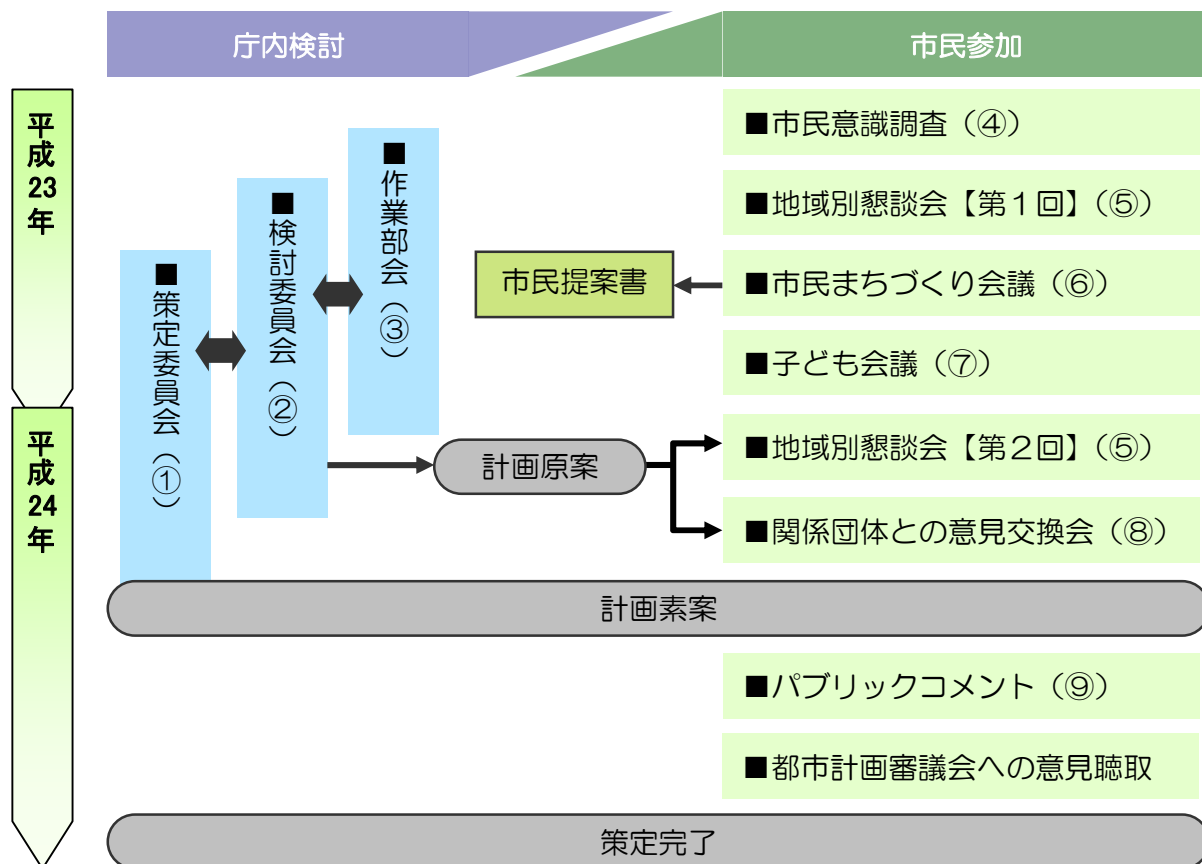 庁内検討
市民参加
平成23年
■市民意識調査（④）
■地域別懇談会【第１回】（⑤）
■市民まちづくり会議（⑥）
市民提案書
■子ども会議（⑦）
■作業部会（③）
■検討委員会（②）
■策定委員会（①）
平成24年
計画原案
■地域別懇談会【第２回】（⑤）
■関係団体との意見交換会（⑧）
計画素案
■パブリックコメント（⑨）
■都市計画審議会への意見聴取
策定完了